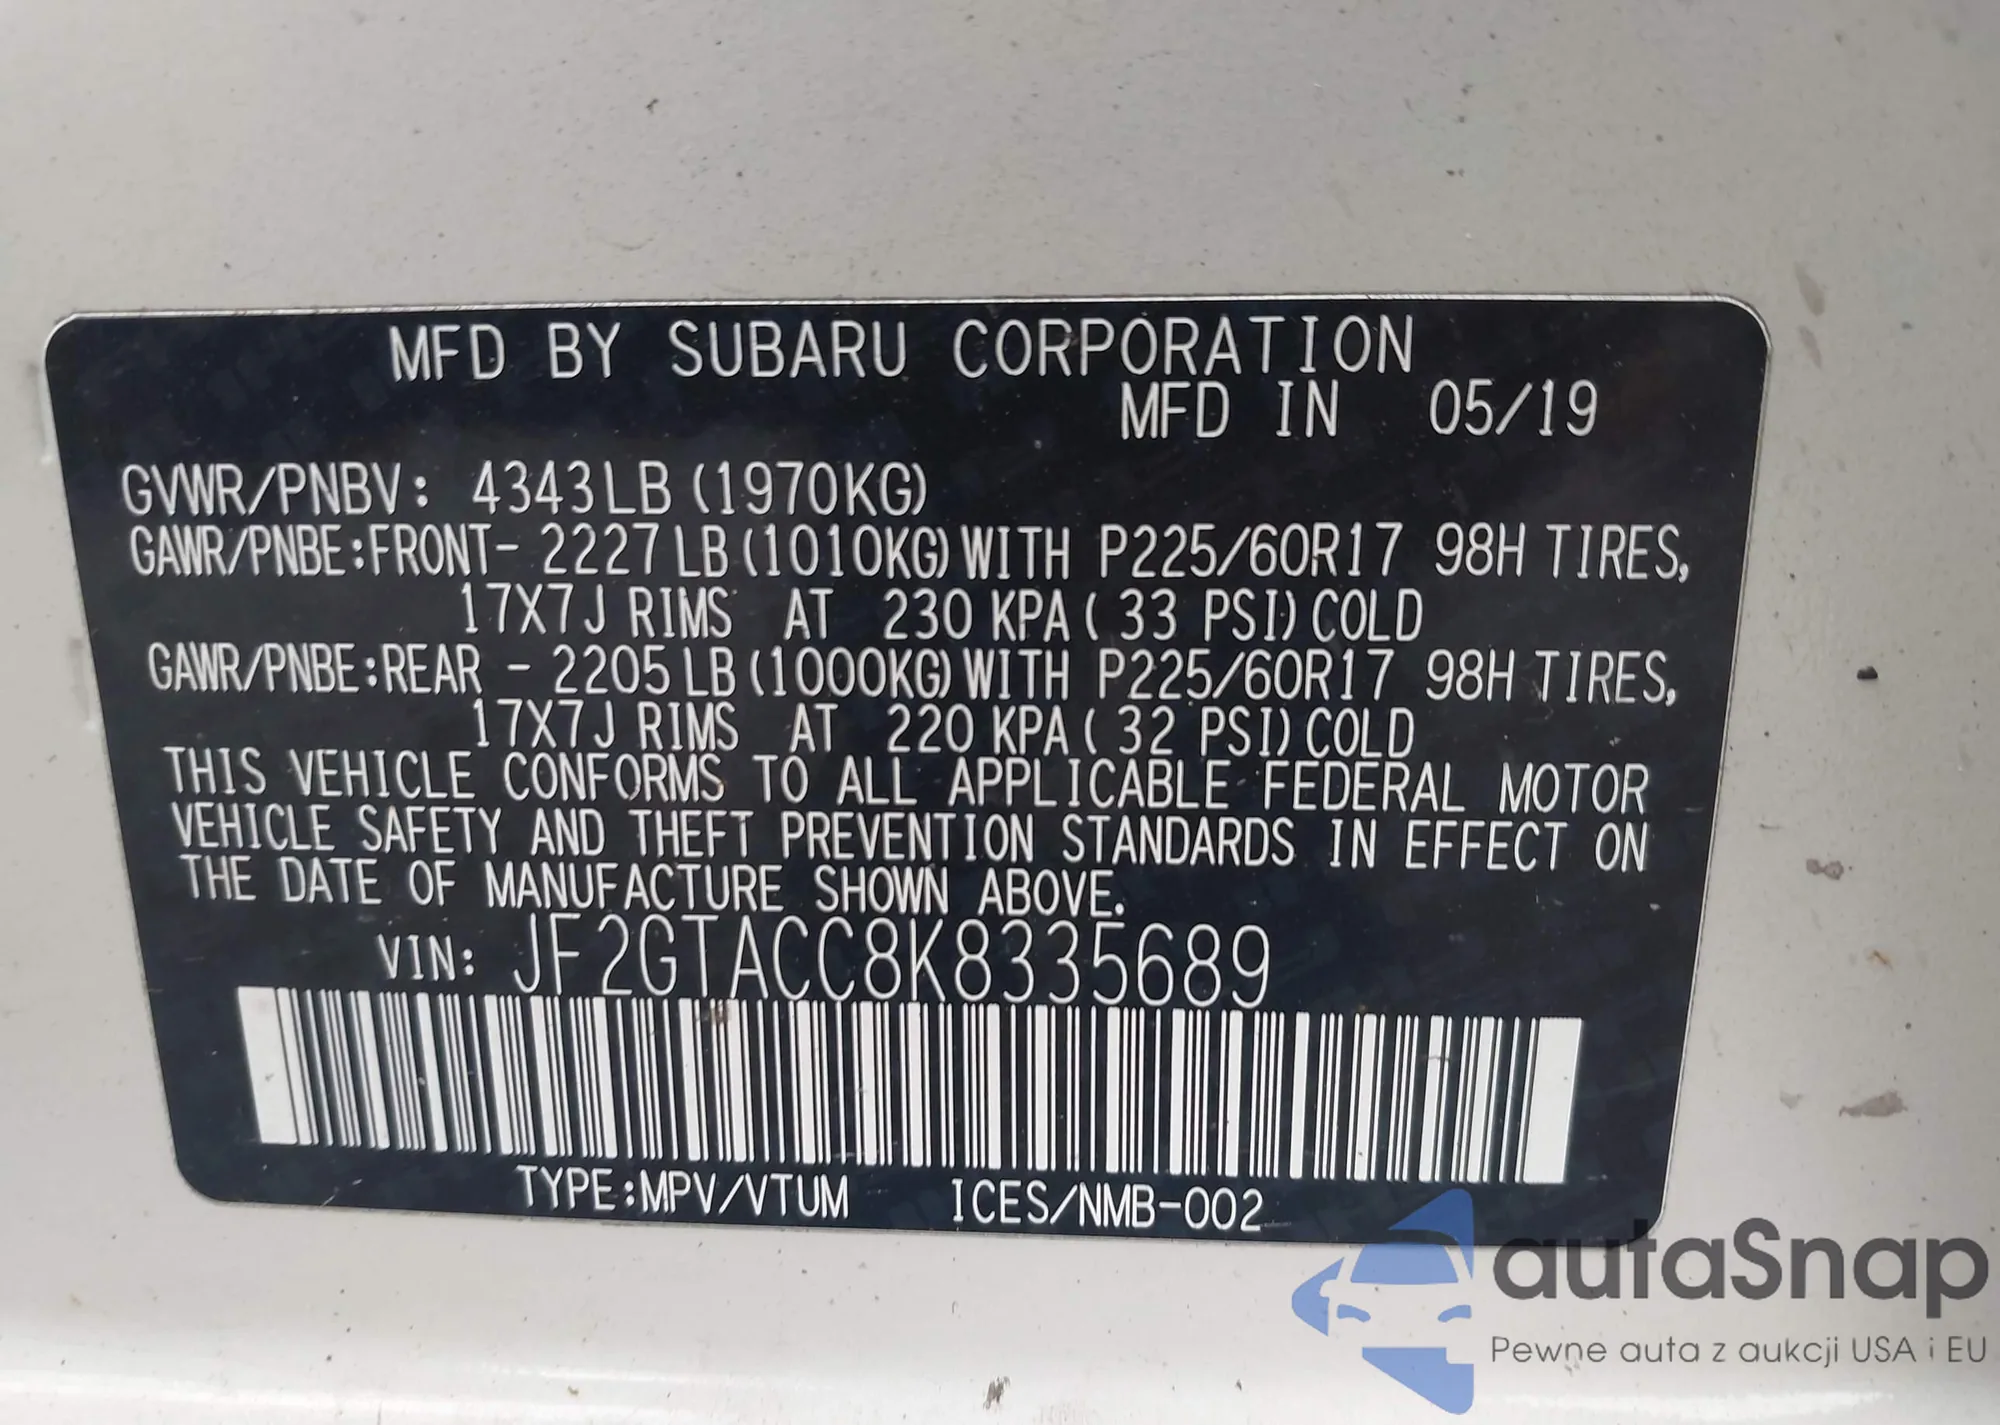 MFD BY SUBARU CORPORATION
MFD IN 05/19
GVWR/PNBV: 4343LB (1970KG)
GAWR/PNBE:FRONT- 2227LB(1010KG)WITH P225/60R17 98H TIRES,
17X7J RIMS AT 230 KPA( 33 PSI)COLD
GAWR/PNBE:REAR - 2205LB(1000KG)WITH P225/60R17 98H TIRES,
17X7J RIMS AT 220 KPA( 32 PSI)COLD
THIS VEHICLE CONFORMS TO ALL APPLICABLE FEDERAL MOTOR
VEHICLE SAFETY AND THEFT PREVENTION STANDARDS IN EFFECT ON
THE DATE OF MANUFACTURE SHOWN ABOVE.
VIN: JF2GTACC8K8335689
TYPE:MPV/VTUM ICES/NMB-002
autaSnap
Pewne auta z aukcji USA i EU